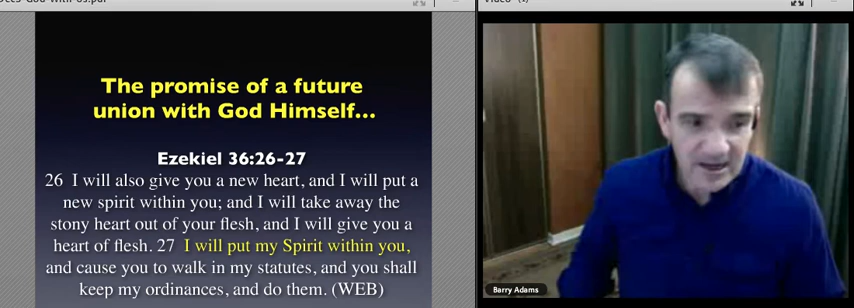 The promise of a future
union with God Himself...
Ezekiel 36:26-27
26 I will also give you a new heart, and I will put a
new spirit within you; and I will take away the
stony heart out of your flesh, and I will give you a
heart of flesh. 27 I will put my Spirit within you,
and cause you to walk in my statutes, and you shall
keep my ordinances, and do them. (WEB)
Barry Adams